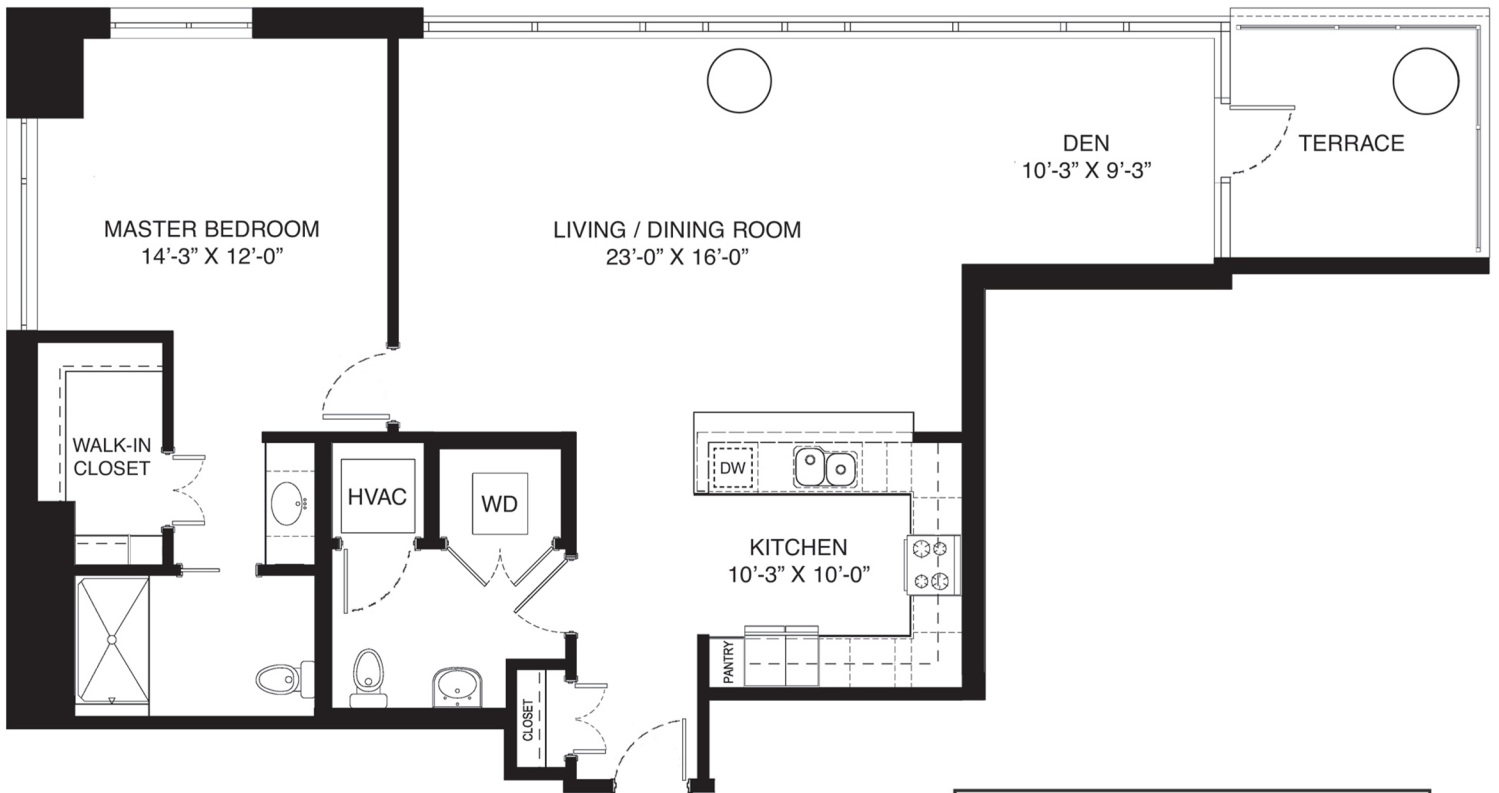 DEN
10'-3” X 9'-3”
TERRACE
MASTER BEDROOM
14'-3” X 12'-0”
LIVING / DINING ROOM
23'-0” X 16'-0”
WALK-IN
CLOSET
HVAC
WD
DW
KITCHEN
10'-3” X 10'-0”
PANTRY
CLOSET